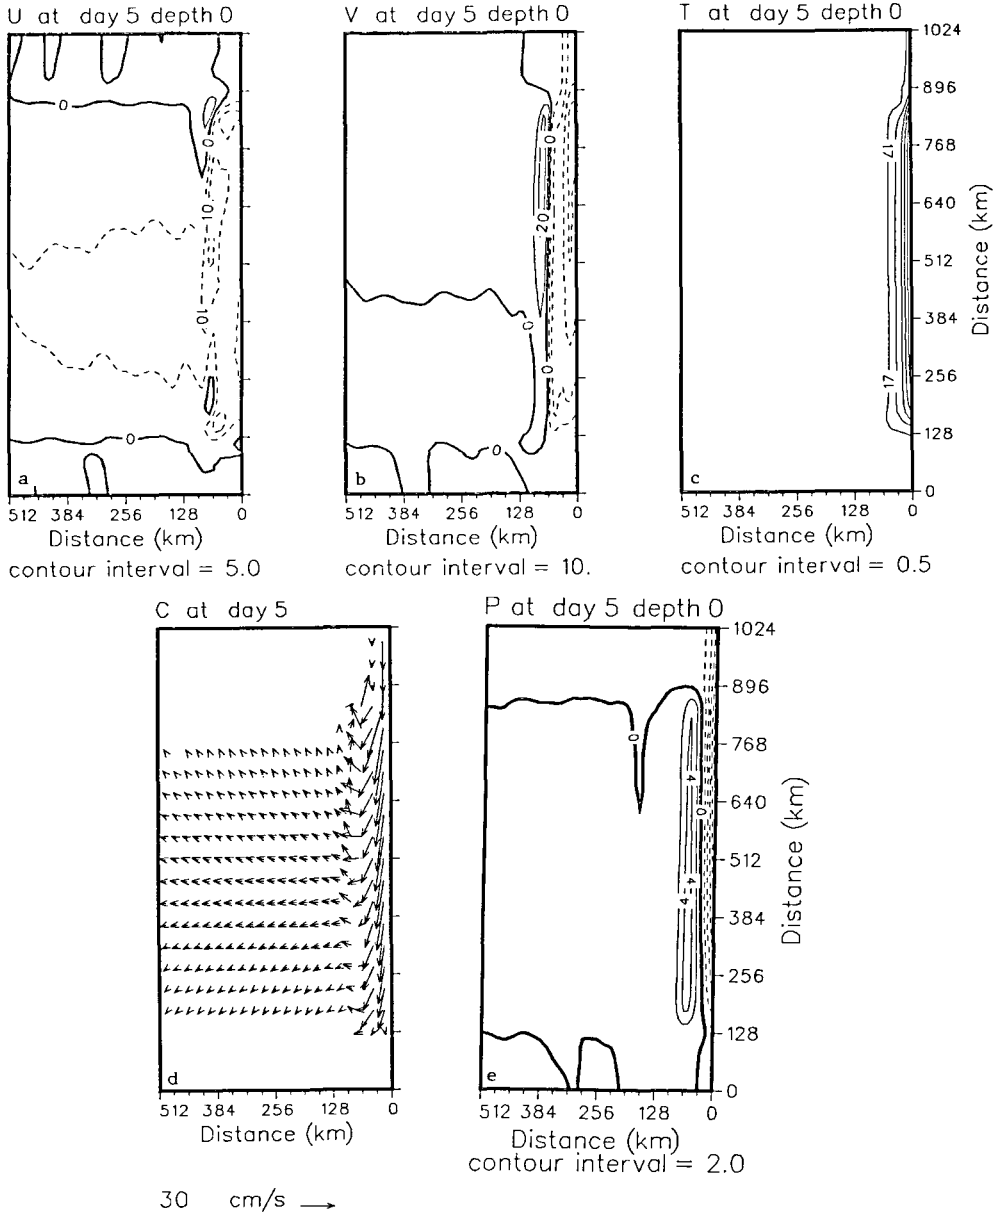 U at day 5 depth 0
V at day 5 depth 0
T at day 5 depth 0
0
0
10
10
0
a
512 384 256 128 0
Distance (km)
contour interval = 5.0
0
20
0
0
0
b
512 384 256 128 0
Distance (km)
contour interval = 10.
17
17
c
1024
896
768
640
512
384
256
128
0
Distance (km)
512 384 256 128 0
Distance (km)
contour interval = 0.5
C at day 5
d
512 384 256 128 0
Distance (km)
30 cm/s
P at day 5 depth 0
0
4
0
4
4
e
1024
896
768
640
512
384
256
128
0
Distance (km)
512 384 256 128 0
Distance (km)
contour interval = 2.0